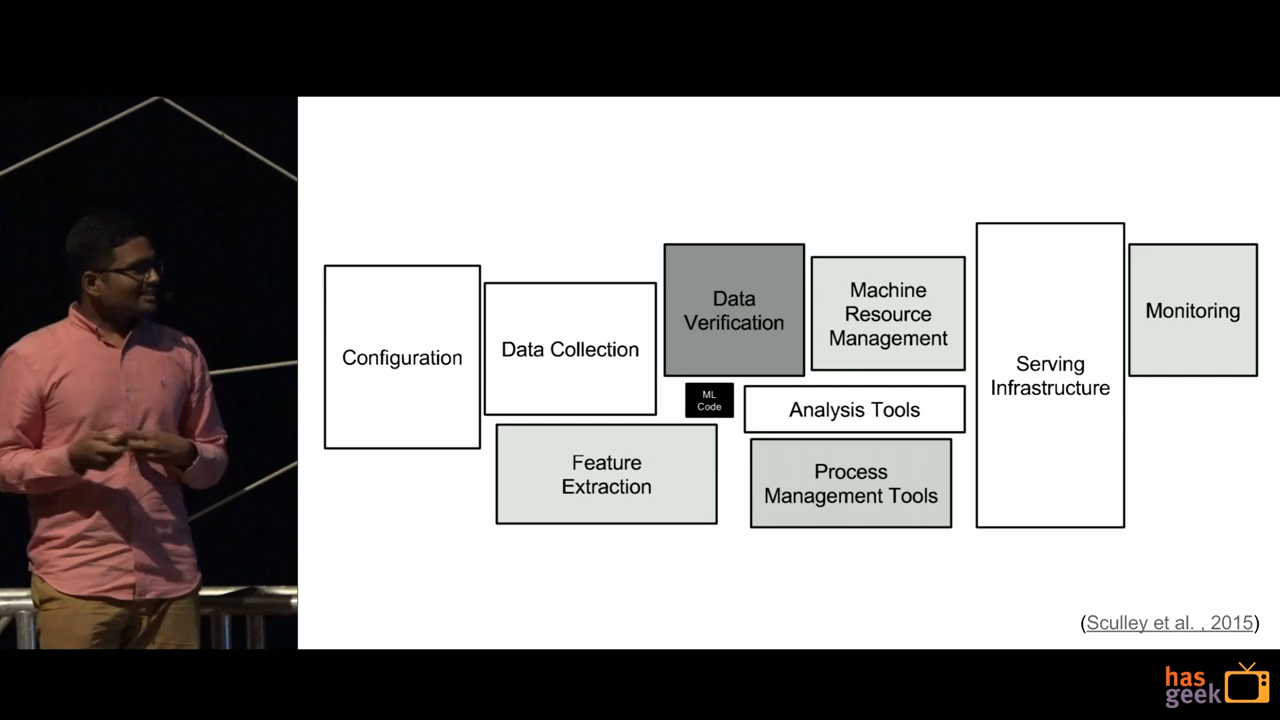 Configuration
Data Collection
Data
Verification
Machine
Resource
Management
Serving
Infrastructure
Monitoring
ML
Code
Analysis Tools
Feature
Extraction
Process
Management Tools
(Sculley et al. , 2015)
has
geek